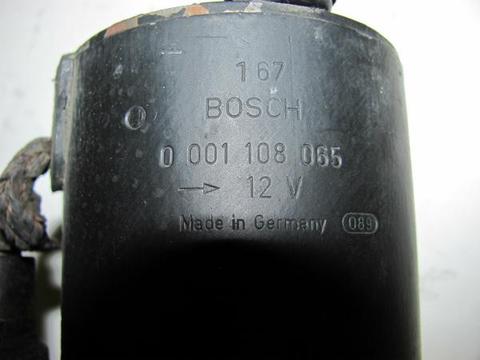 167
BOSCH
0 001 108 065
→ 12 V
Made in Germany 089